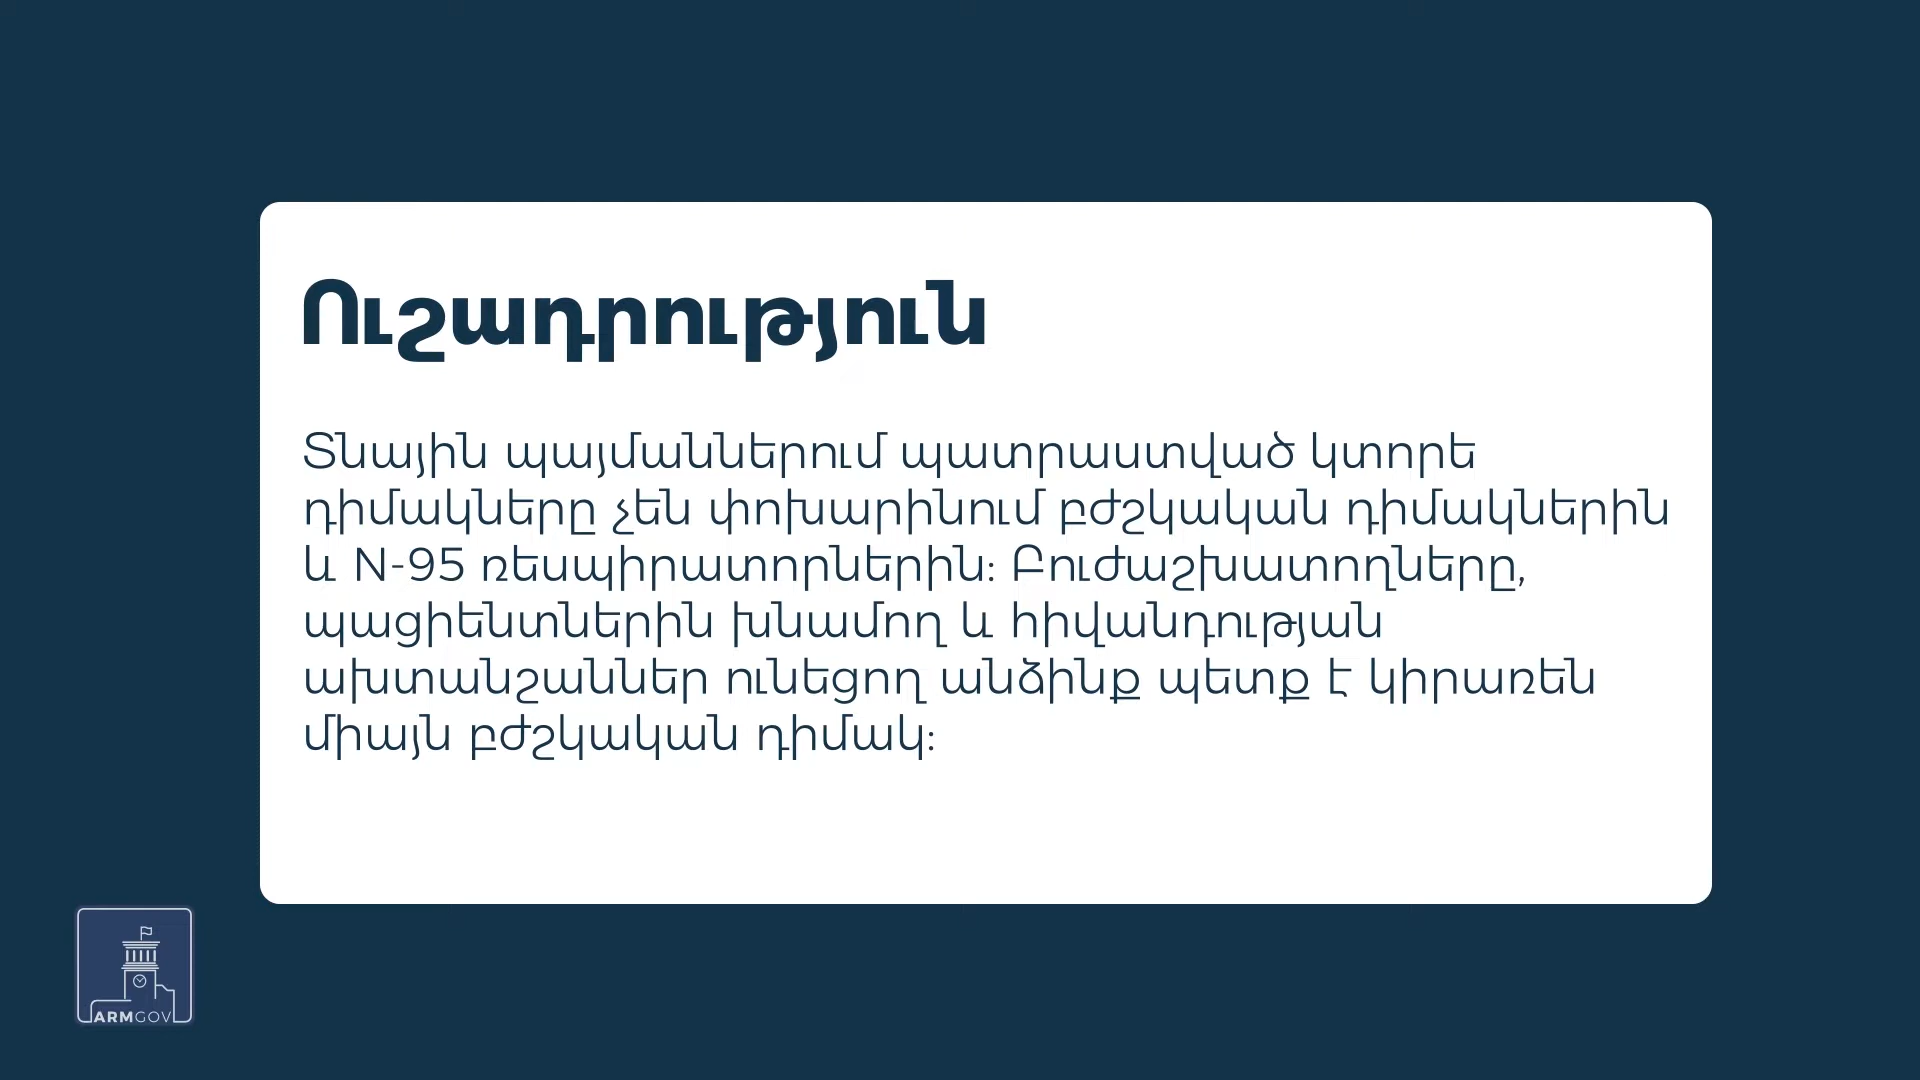 Ուշադրություն
Տնային պայմաններում պատրաստված կտորե
դիմակները չեն փոխարինում բժշկական դիմակներին
և N-95 ռեսպիրատորներին։ Բուժաշխատողները,
պացիենտներին խնամող և հիվանդության
ախտանշաններ ունեցող անձինք պետք է կիրառեն
միայն բժշկական դիմակ։
ARMGOV